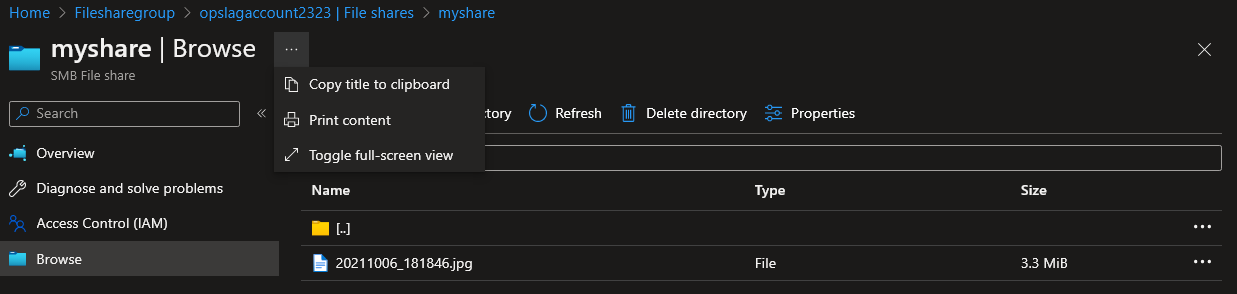 Home > Filesharegroup > opslagaccount2323 | File shares > myshare
myshare | Browse ...
SMB File share
Copy title to clipboard
Search «
ctory Refresh Delete directory Properties
Print content
Overview
Toggle full-screen view
Diagnose and solve problems
Name Type Size
Access Control (IAM)
[..] ...
Browse
20211006_181846.jpg File 3.3 MiB ...